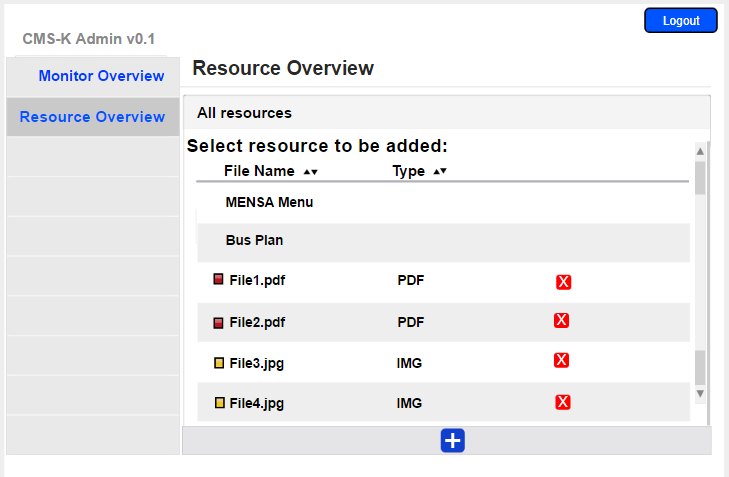 Logout
CMS-K Admin v0.1
Monitor Overview
Resource Overview
Resource Overview
All resources
Select resource to be added:
File Name Type
MENSA Menu
Bus Plan
File1.pdf PDF X
File2.pdf PDF X
File3.jpg IMG X
File4.jpg IMG X
+